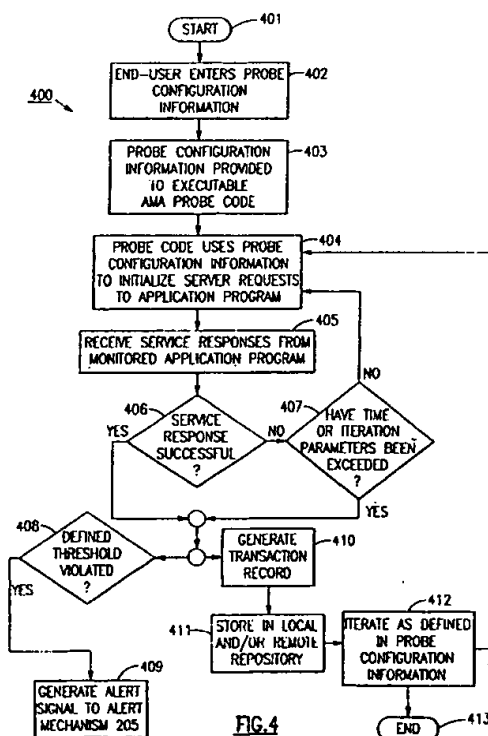 START
401
END-USER ENTERS PROBE
CONFIGURATION
INFORMATION
402
400
PROBE CONFIGURATION
INFORMATION PROVIDED
TO EXECUTABLE
AMA PROBE CODE
403
PROBE CODE USES PROBE
CONFIGURATION INFORMATION
TO INITIALIZE SERVER REQUESTS
TO APPLICATION PROGRAM
404
RECEIVE SERVICE RESPONSES FROM
MONITORED APPLICATION PROGRAM
405
NO
406
YES
SERVICE
RESPONSE
SUCCESSFUL
?
NO
407
HAVE TIME
OR ITERATION
PARAMETERS BEEN
EXCEEDED
?
YES
408
DEFINED
THRESHOLD
VIOLATED
?
YES
GENERATE
TRANSACTION
RECORD
410
411
STORE IN LOCAL
AND/OR REMOTE
REPOSITORY
412
ITERATE AS DEFINED
IN PROBE
CONFIGURATION
INFORMATION
409
GENERATE ALERT
SIGNAL TO ALERT
MECHANISM 205
FIG.4
END
413